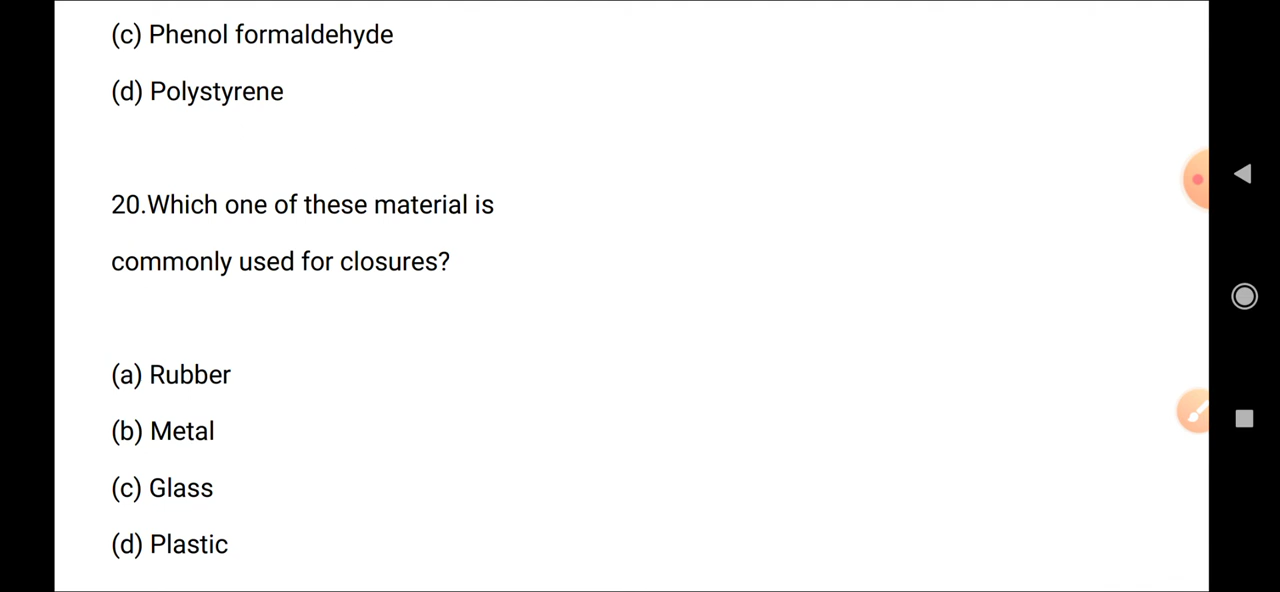 (c) Phenol formaldehyde
(d) Polystyrene
20.Which one of these material is
commonly used for closures?
(a) Rubber
(b) Metal
(c) Glass
(d) Plastic